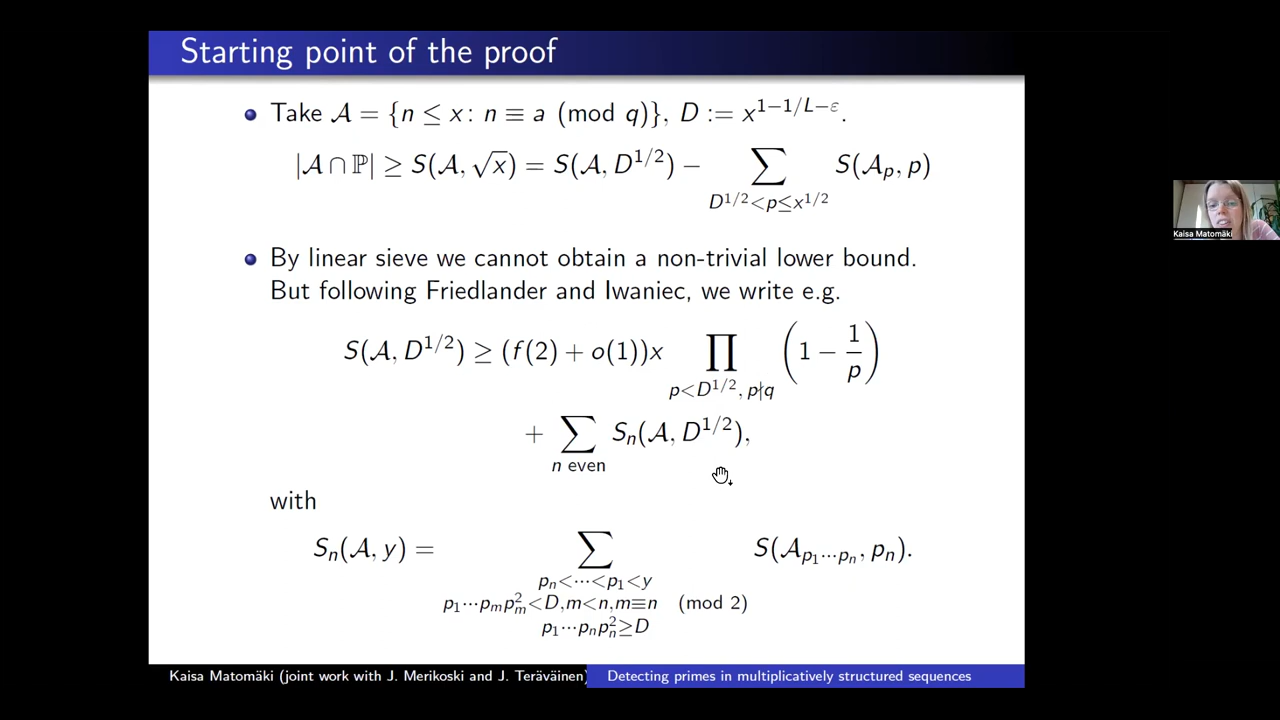 Starting point of the proof
Take 𝒜 = {n ≤ x: n ≡ a (mod q)}, D := x^{1−1/L−ε}.
|𝒜 ∩ ℙ| ≥ S(𝒜, √x) = S(𝒜, D^{1/2}) − ∑_{D^{1/2}<p≤x^{1/2}} S(𝒜_p, p)
By linear sieve we cannot obtain a non-trivial lower bound.
But following Friedlander and Iwaniec, we write e.g.
S(𝒜, D^{1/2}) ≥ (f(2) + o(1))x ∏_{p<D^{1/2}, p∤q} (1 − 1/p)
+ ∑_{n even} S_n(𝒜, D^{1/2}),
with
S_n(𝒜, y) = ∑_{p_n<···<p_1<y, p_1···p_m p_m^2<D, m<n, m≡n (mod 2), p_1···p_n p_n^2≥D} S(𝒜_{p_1···p_n}, p_n).
Kaisa Matomäki (joint work with J. Merikoski and J. Teräväinen) Detecting primes in multiplicatively structured sequences
Kaisa Matomäki